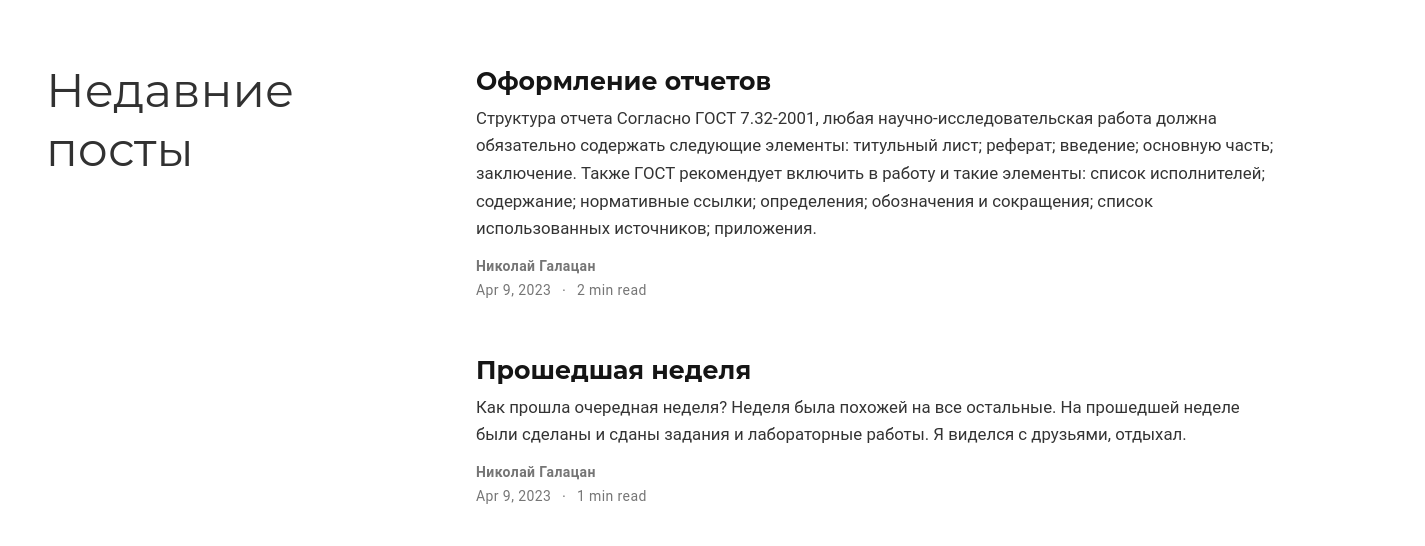 Недавние
посты
Оформление отчетов
Структура отчета Согласно ГОСТ 7.32-2001, любая научно-исследовательская работа должна
обязательно содержать следующие элементы: титульный лист; реферат; введение; основную часть;
заключение. Также ГОСТ рекомендует включить в работу и такие элементы: список исполнителей;
содержание; нормативные ссылки; определения; обозначения и сокращения; список
использованных источников; приложения.
Николай Галацан
Apr 9, 2023 · 2 min read
Прошедшая неделя
Как прошла очередная неделя? Неделя была похожей на все остальные. На прошедшей неделе
были сделаны и сданы задания и лабораторные работы. Я виделся с друзьями, отдыхал.
Николай Галацан
Apr 9, 2023 · 1 min read